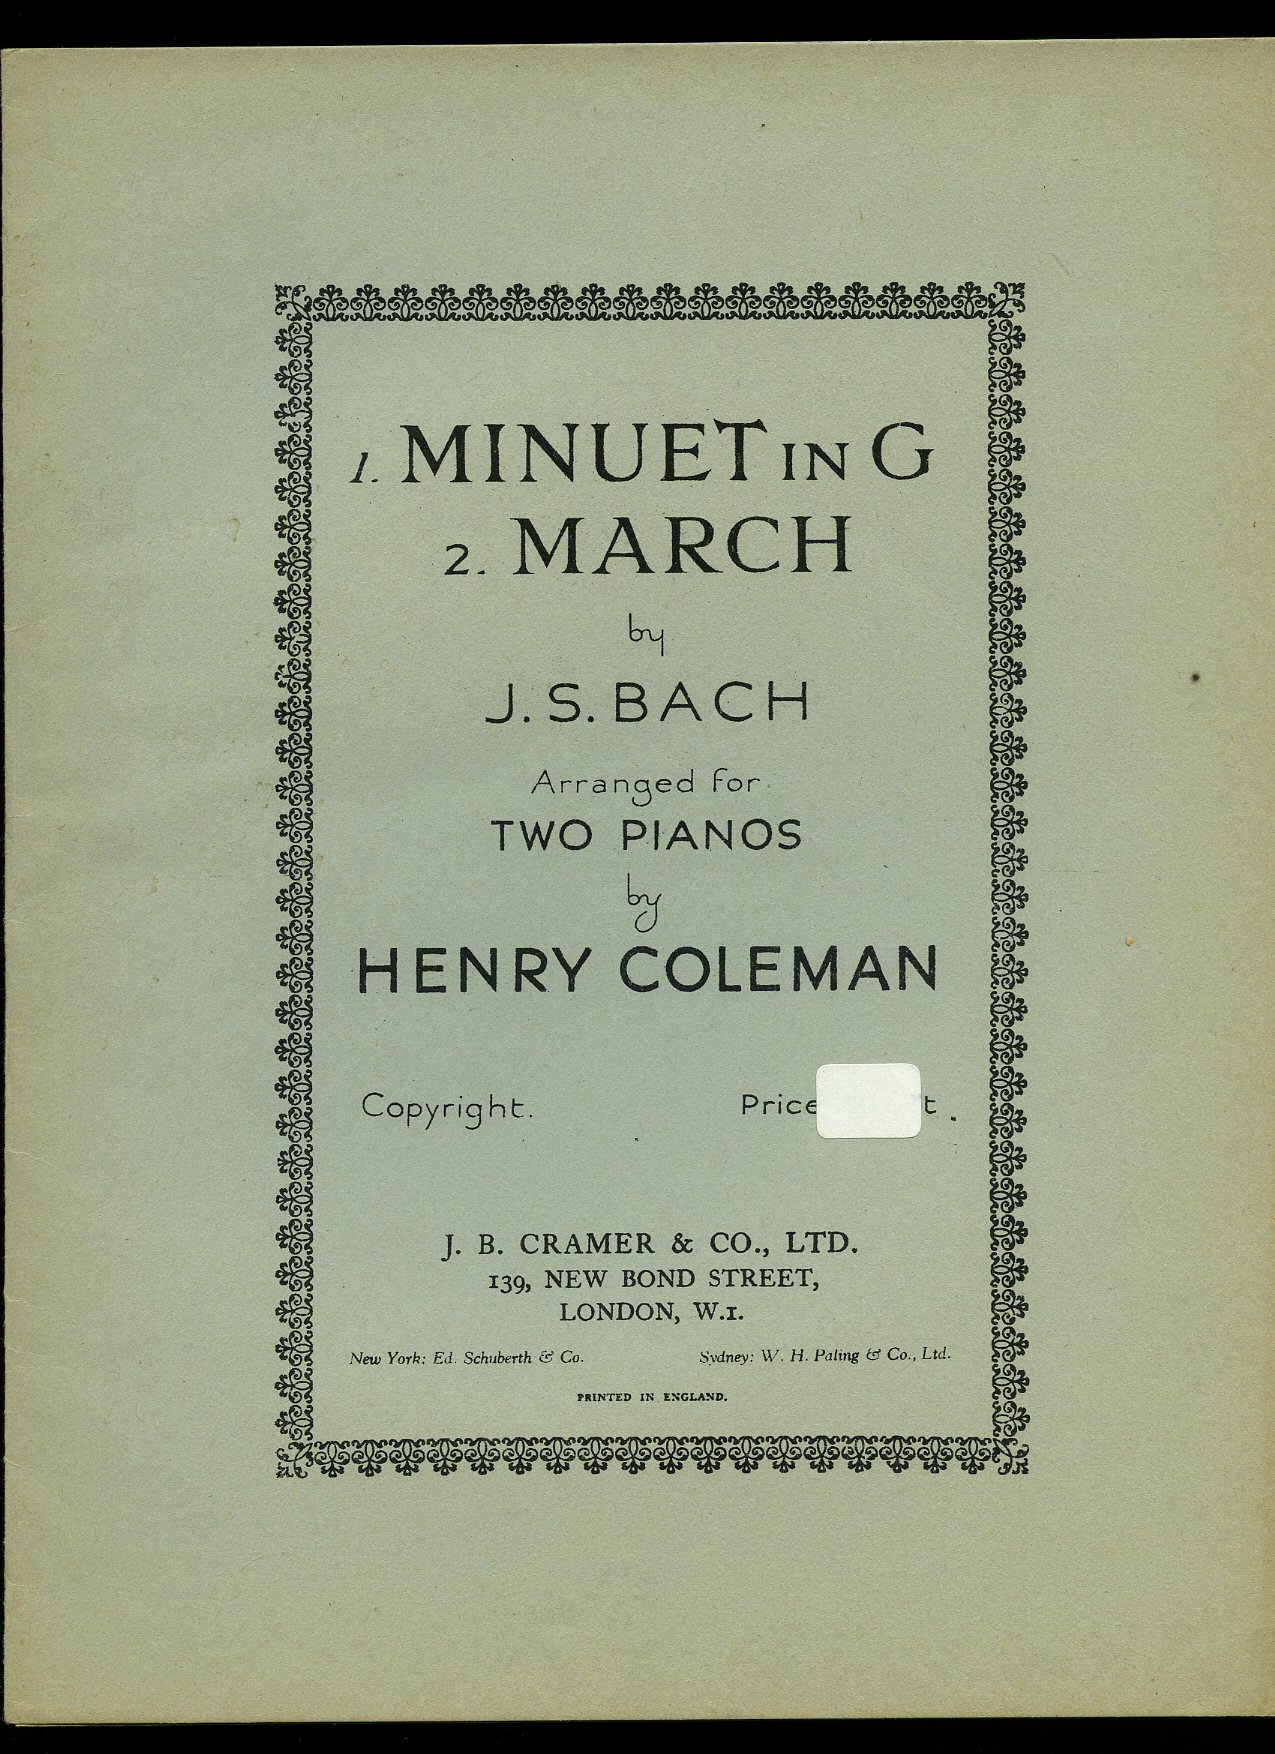 1. MINUET IN G
2. MARCH
by
J. S. BACH
Arranged for
TWO PIANOS
by
HENRY COLEMAN
Copyright. Price
J. B. CRAMER & CO., LTD.
139, NEW BOND STREET,
LONDON, W.1.
New York: Ed. Schuberth & Co. Sydney: W. H. Paling & Co., Ltd.
PRINTED IN ENGLAND.